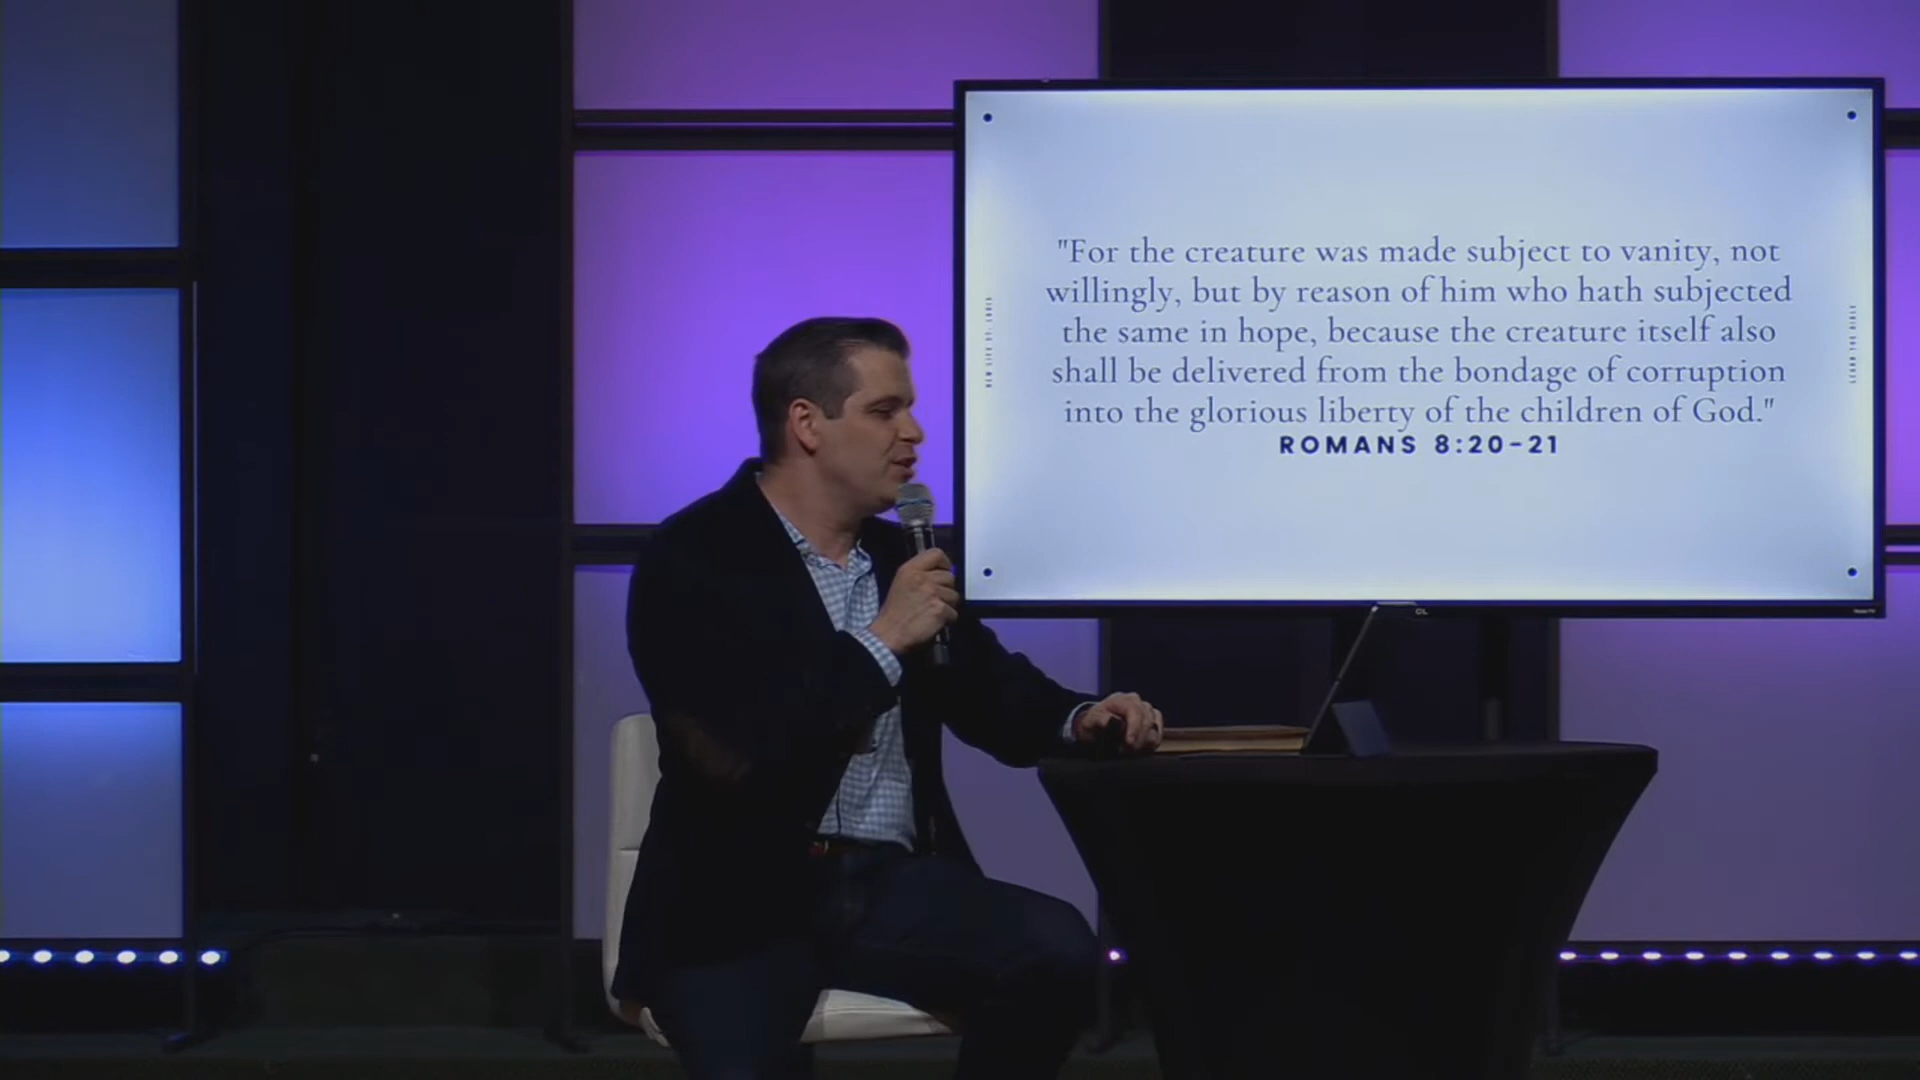 "For the creature was made subject to vanity, not
willingly, but by reason of him who hath subjected
the same in hope, because the creature itself also
shall be delivered from the bondage of corruption
into the glorious liberty of the children of God."
ROMANS 8:20-21